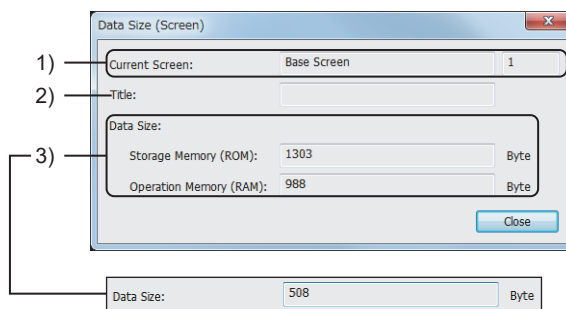 Data Size (Screen)
1) Current Screen: Base Screen 1
2) Title:
Data Size:
3) Storage Memory (ROM): 1303 Byte
Operation Memory (RAM): 988 Byte
Close
Data Size: 508 Byte